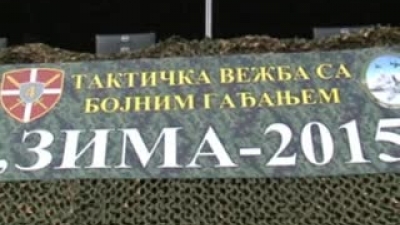 ТАКТИЧКА ВЕЖБА СА
БОЈНИМ ГАЂАЊЕМ
„ЗИМА-2015